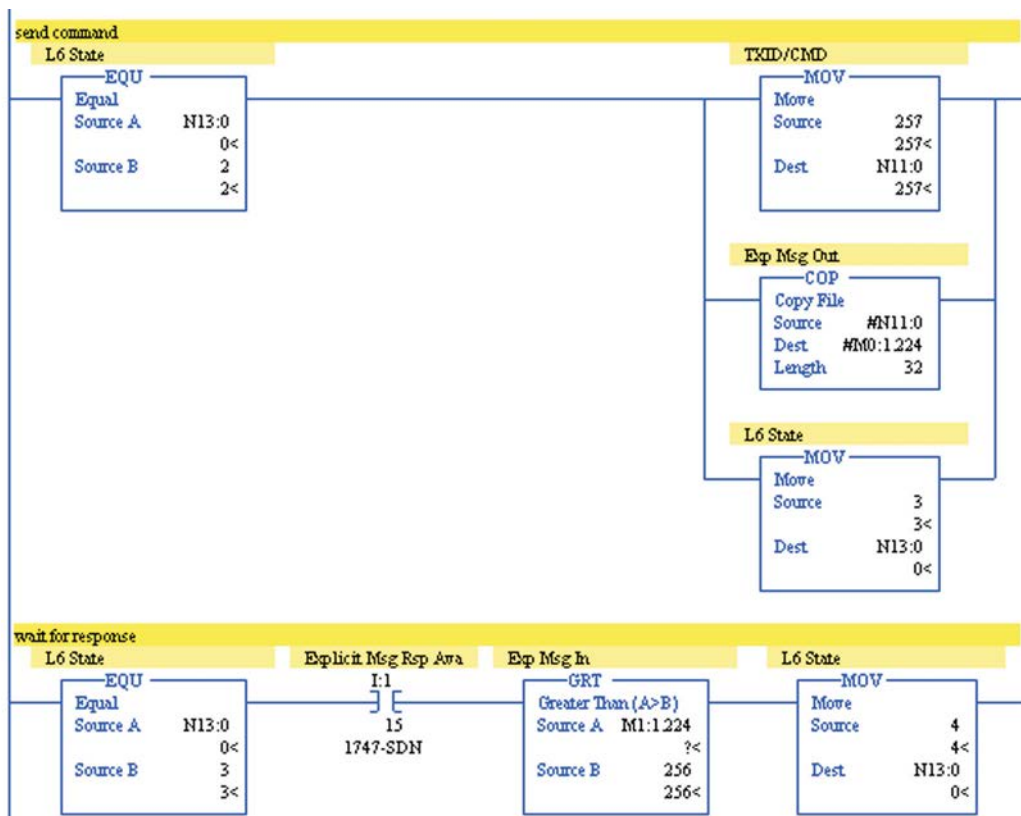 send command
L6 State
EQU
Equal
Source A N13:0
0<
Source B 2
2<
TXID/CMD
MOV
Move
Source 257
257<
Dest N11:0
257<
Exp Msg Out
COP
Copy File
Source #N11:0
Dest #M0:1.224
Length 32
L6 State
MOV
Move
Source 3
3<
Dest N13:0
0<
wait for response
L6 State
EQU
Equal
Source A N13:0
0<
Source B 3
3<
Explicit Msg Rsp Ava
I:1
15
1747-SDN
Exp Msg In
GRT
Greater Than (A>B)
Source A M1:1.224
?<
Source B 256
256<
L6 State
MOV
Move
Source 4
4<
Dest N13:0
0<